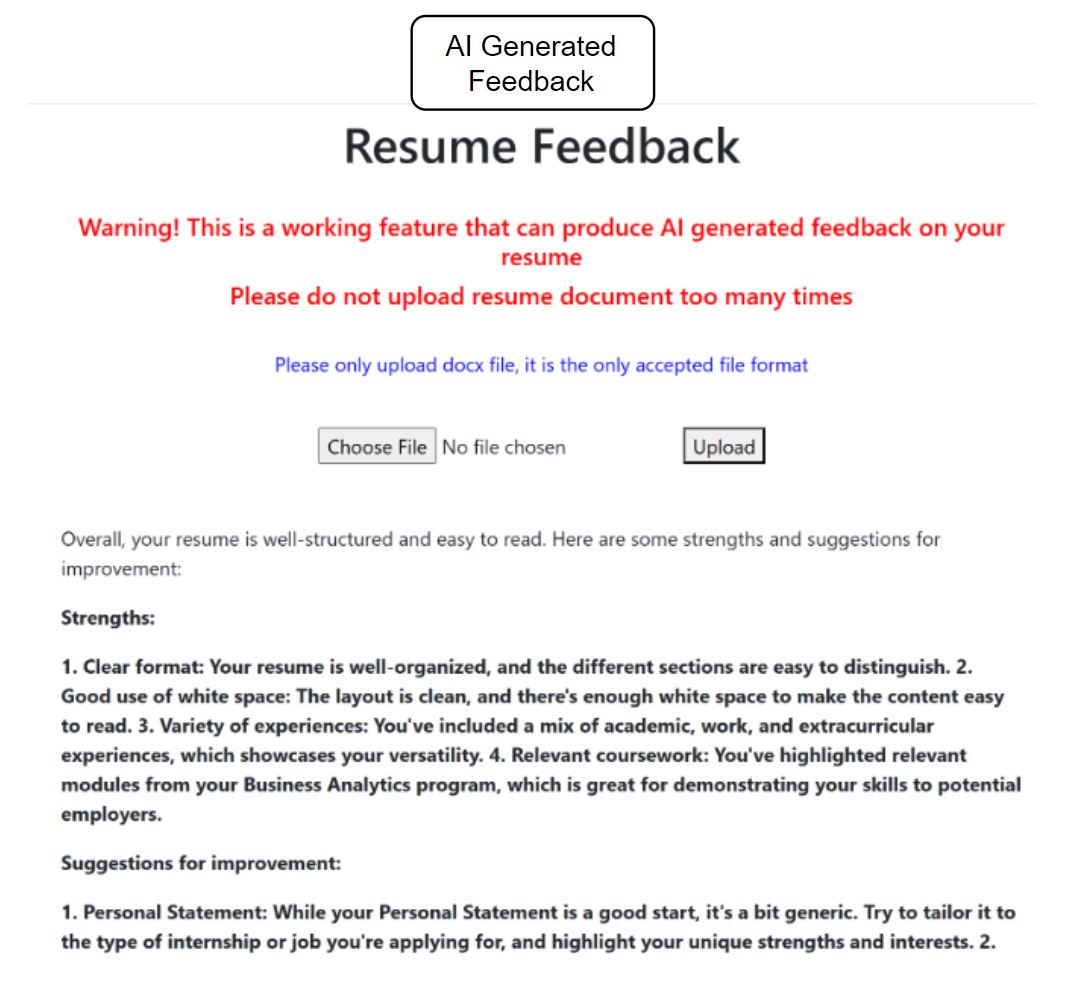 AI Generated
Feedback
Resume Feedback
Warning! This is a working feature that can produce AI generated feedback on your
resume
Please do not upload resume document too many times
Please only upload docx file, it is the only accepted file format
Choose File No file chosen Upload
Overall, your resume is well-structured and easy to read. Here are some strengths and suggestions for
improvement:
Strengths:
1. Clear format: Your resume is well-organized, and the different sections are easy to distinguish. 2.
Good use of white space: The layout is clean, and there's enough white space to make the content easy
to read. 3. Variety of experiences: You've included a mix of academic, work, and extracurricular
experiences, which showcases your versatility. 4. Relevant coursework: You've highlighted relevant
modules from your Business Analytics program, which is great for demonstrating your skills to potential
employers.
Suggestions for improvement:
1. Personal Statement: While your Personal Statement is a good start, it's a bit generic. Try to tailor it to
the type of internship or job you're applying for, and highlight your unique strengths and interests. 2.